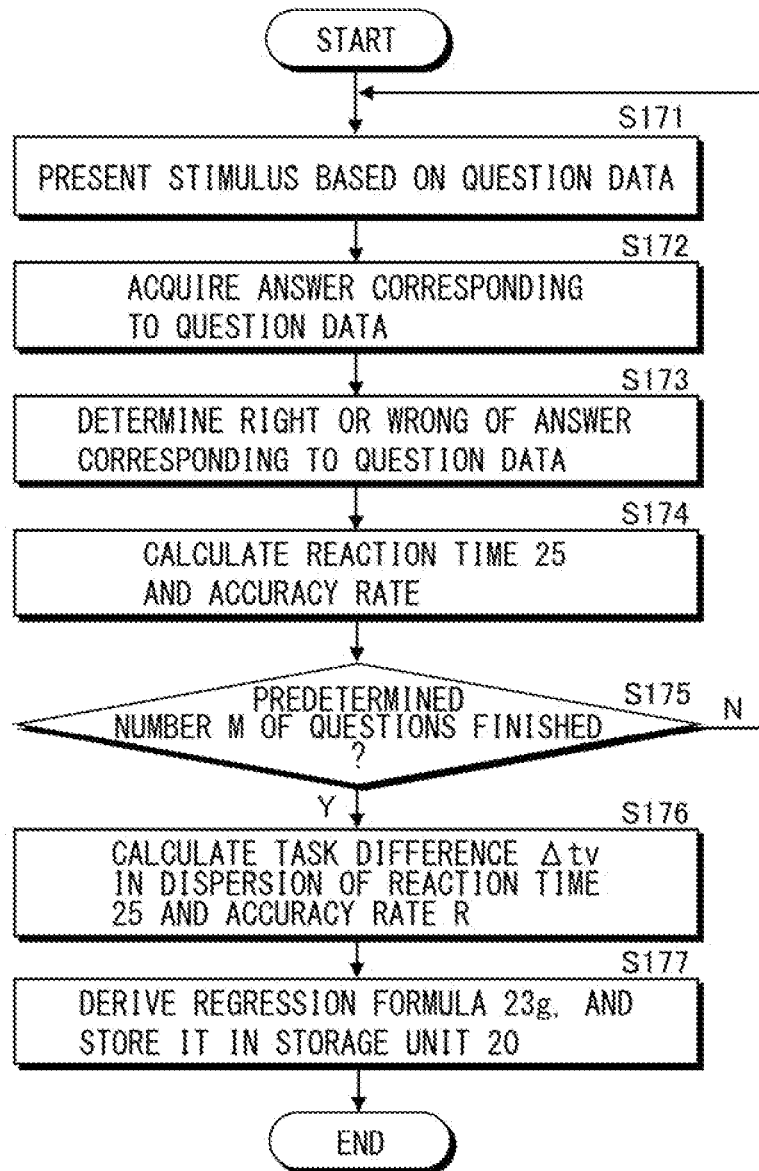 START
S171
PRESENT STIMULUS BASED ON QUESTION DATA
S172
ACQUIRE ANSWER CORRESPONDING
TO QUESTION DATA
S173
DETERMINE RIGHT OR WRONG OF ANSWER
CORRESPONDING TO QUESTION DATA
S174
CALCULATE REACTION TIME 25
AND ACCURACY RATE
S175
PREDETERMINED
NUMBER M OF QUESTIONS FINISHED
?
N
Y
S176
CALCULATE TASK DIFFERENCE Δtv
IN DISPERSION OF REACTION TIME
25 AND ACCURACY RATE R
S177
DERIVE REGRESSION FORMULA 23g, AND
STORE IT IN STORAGE UNIT 20
END